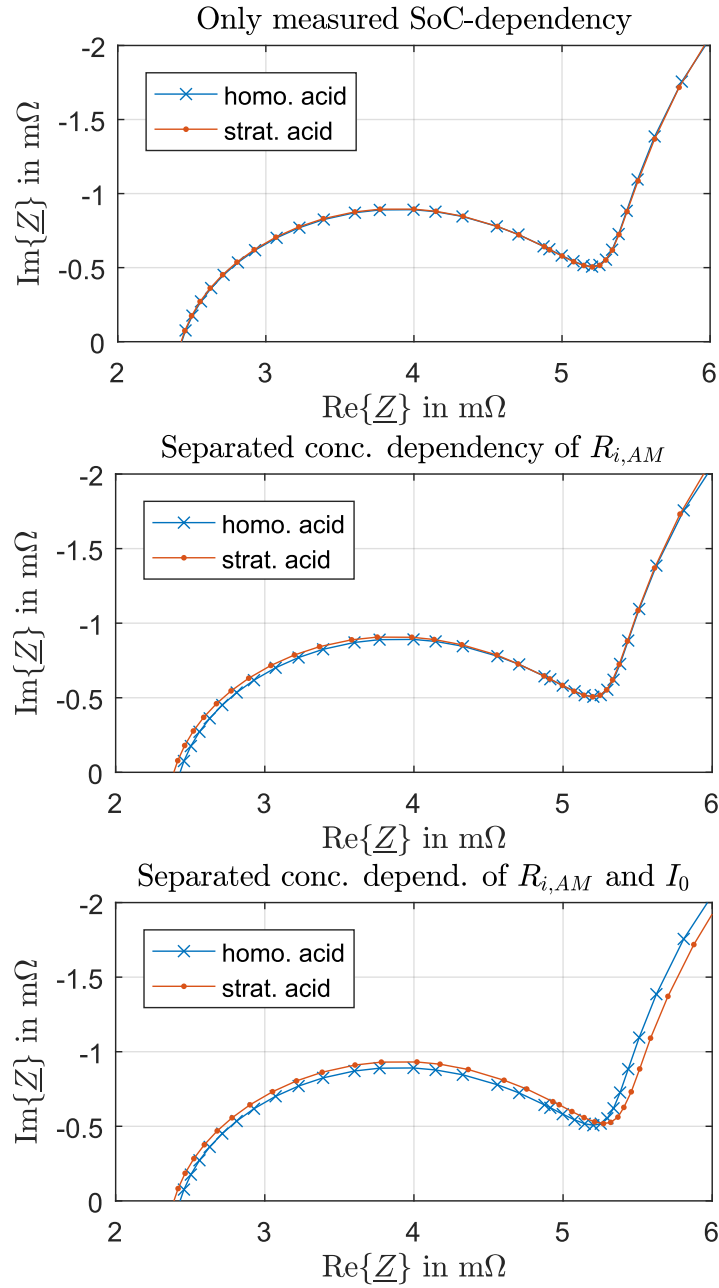 Only measured SoC-dependency
-2
-1.5
-1
-0.5
0
homo. acid
strat. acid
Im{Z} in mΩ
2 3 4 5 6
Re{Z} in mΩ
Separated conc. dependency of R_{i,AM}
-2
-1.5
-1
-0.5
0
homo. acid
strat. acid
Im{Z} in mΩ
2 3 4 5 6
Re{Z} in mΩ
Separated conc. depend. of R_{i,AM} and I_0
-2
-1.5
-1
-0.5
0
homo. acid
strat. acid
Im{Z} in mΩ
2 3 4 5 6
Re{Z} in mΩ